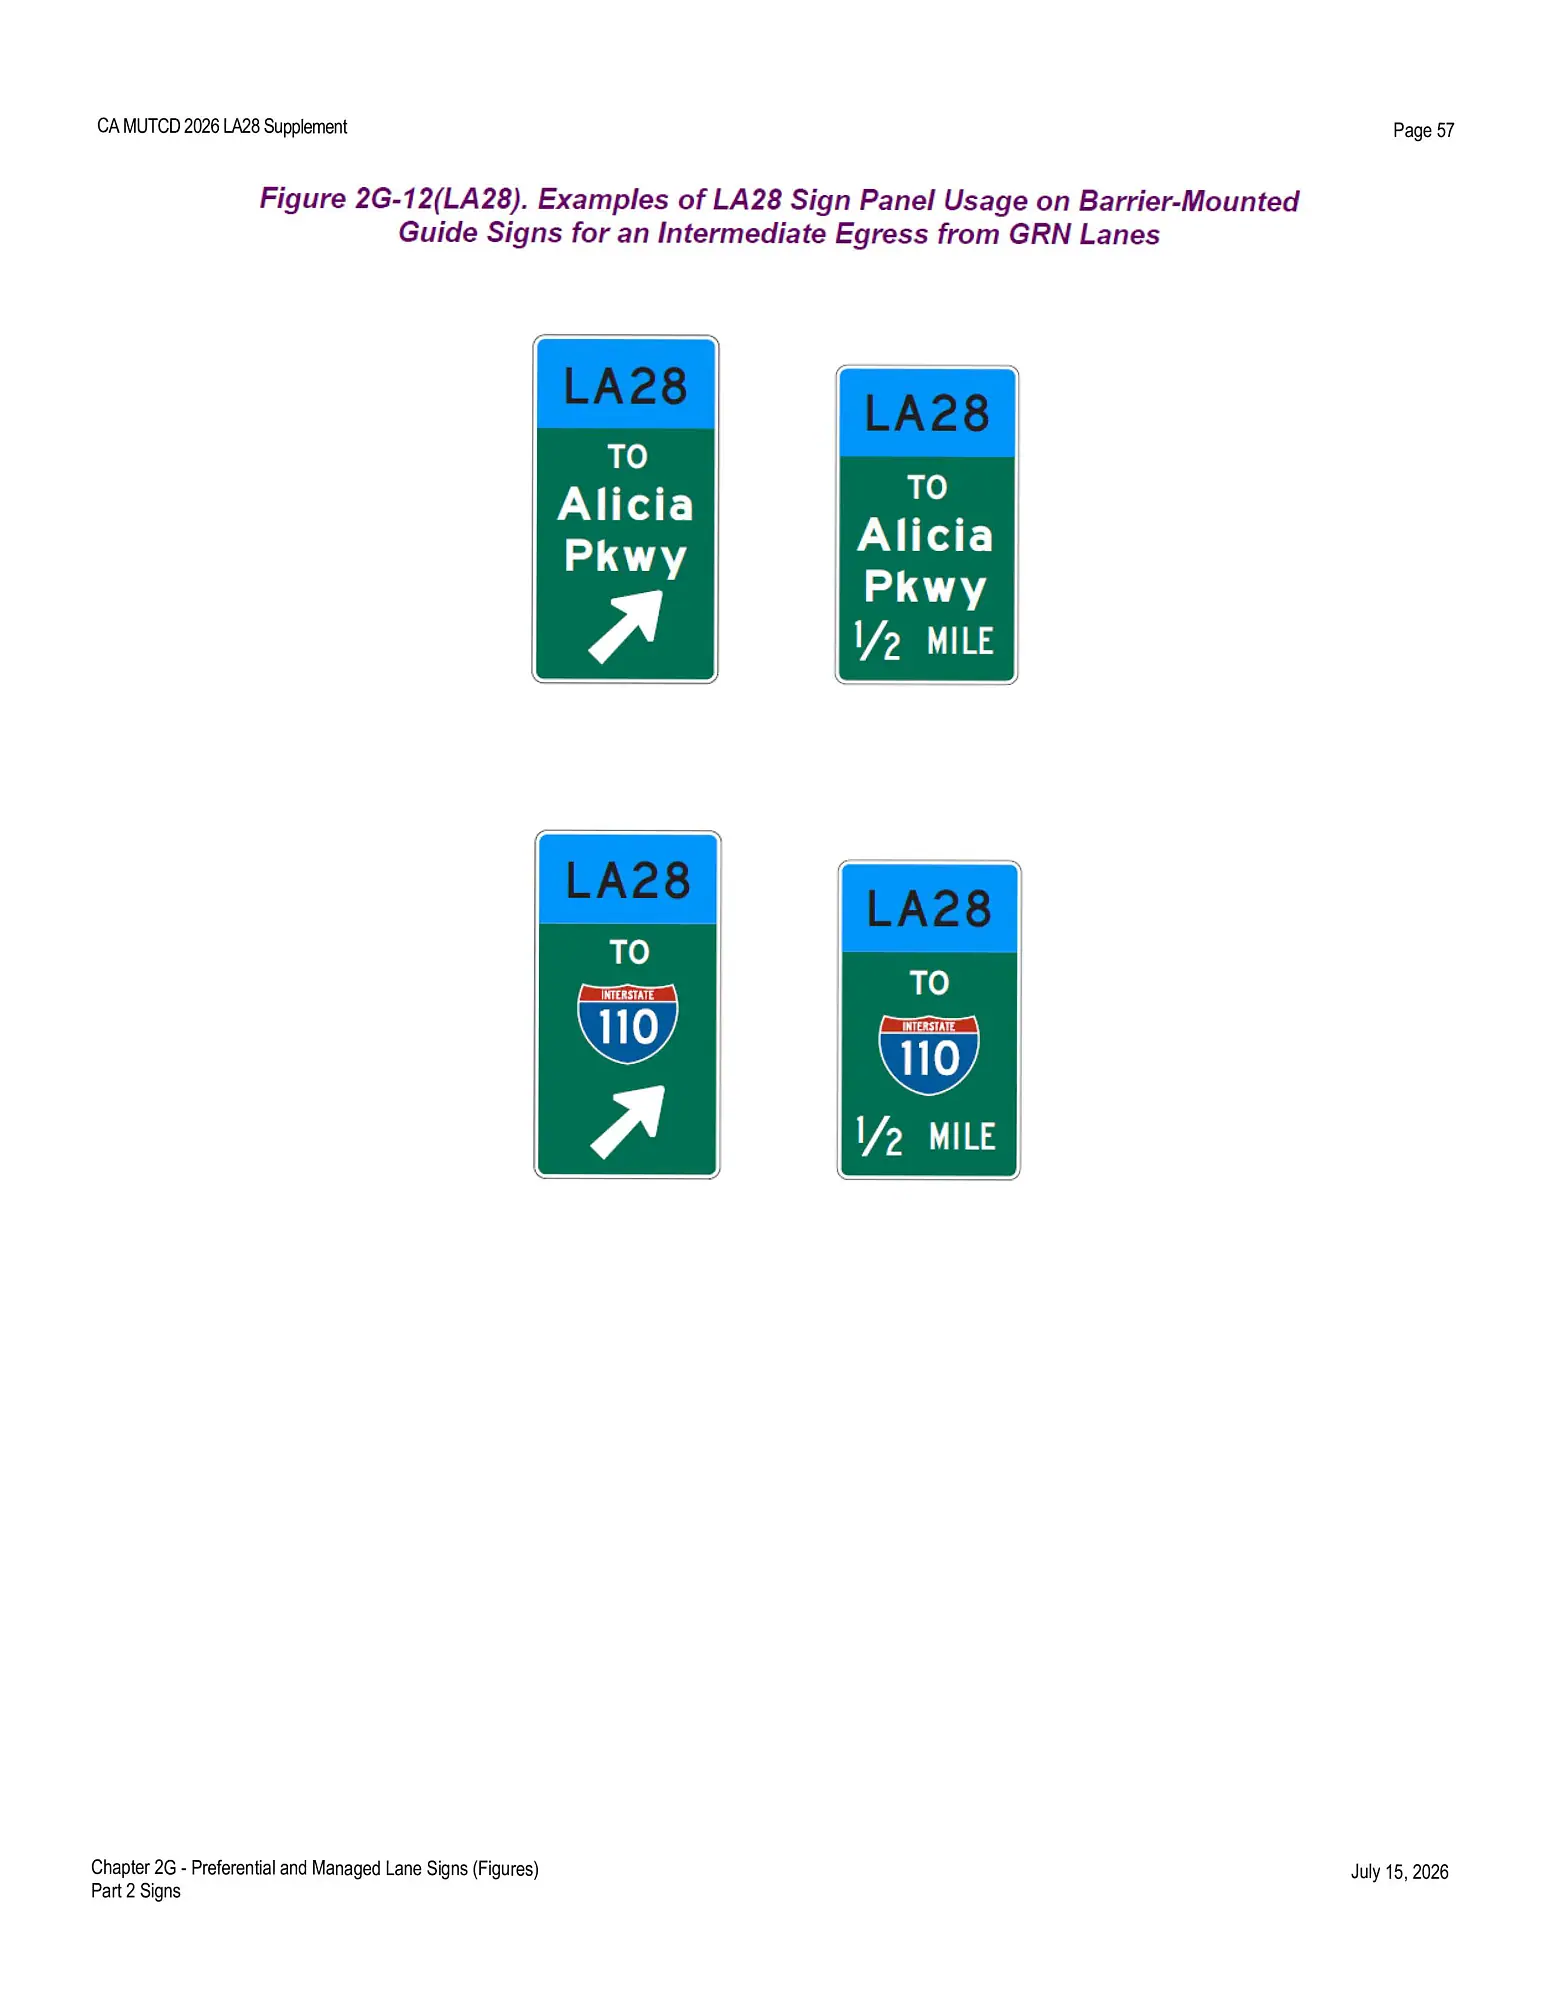 CA MUTCD 2026 LA28 Supplement
Page 57
Figure 2G-12(LA28). Examples of LA28 Sign Panel Usage on Barrier-Mounted
Guide Signs for an Intermediate Egress from GRN Lanes
LA28
TO
Alicia
Pkwy
LA28
TO
Alicia
Pkwy
1/2 MILE
LA28
TO
INTERSTATE
110
LA28
TO
INTERSTATE
110
1/2 MILE
Chapter 2G - Preferential and Managed Lane Signs (Figures)
Part 2 Signs
July 15, 2026